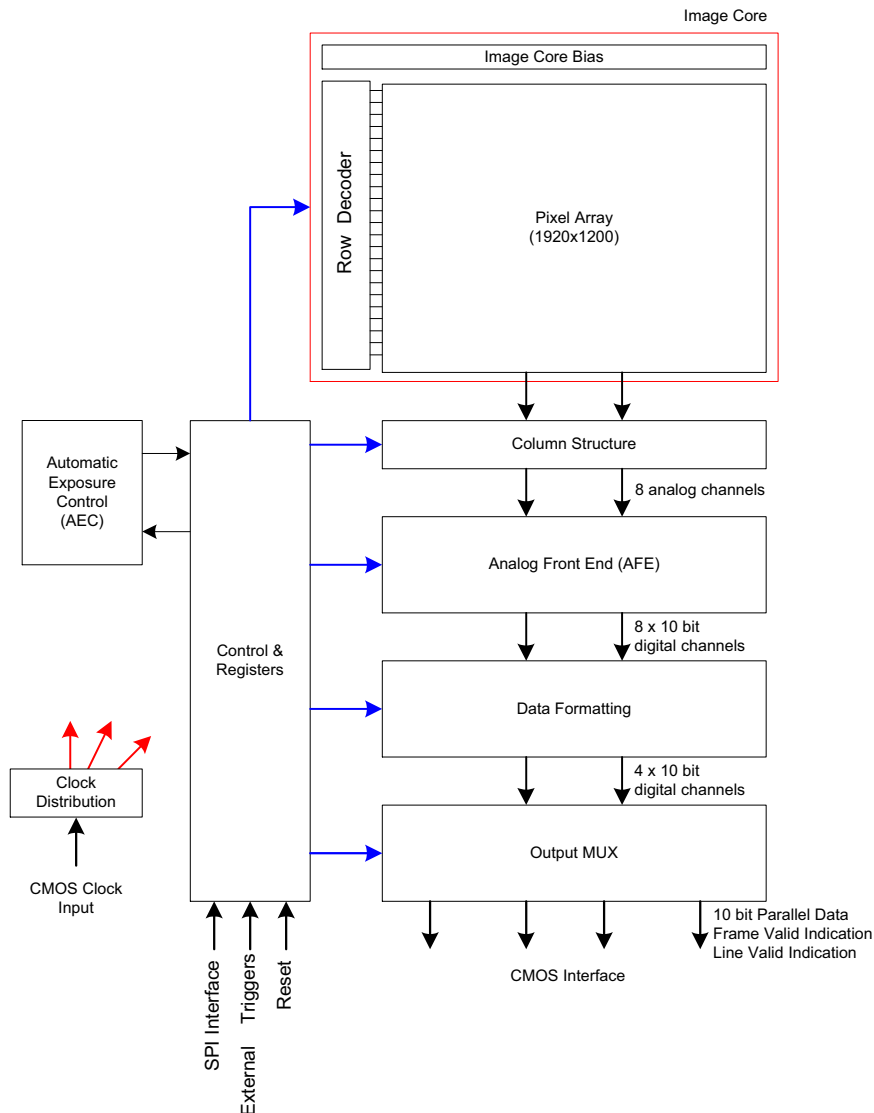 Image Core
Image Core Bias
Row Decoder
Pixel Array
(1920x1200)
Automatic
Exposure
Control
(AEC)
Column Structure
8 analog channels
Analog Front End (AFE)
8 x 10 bit
digital channels
Control &
Registers
Data Formatting
4 x 10 bit
digital channels
Clock
Distribution
Output MUX
CMOS Clock
Input
10 bit Parallel Data
Frame Valid Indication
Line Valid Indication
CMOS Interface
SPI Interface
External Triggers
Reset